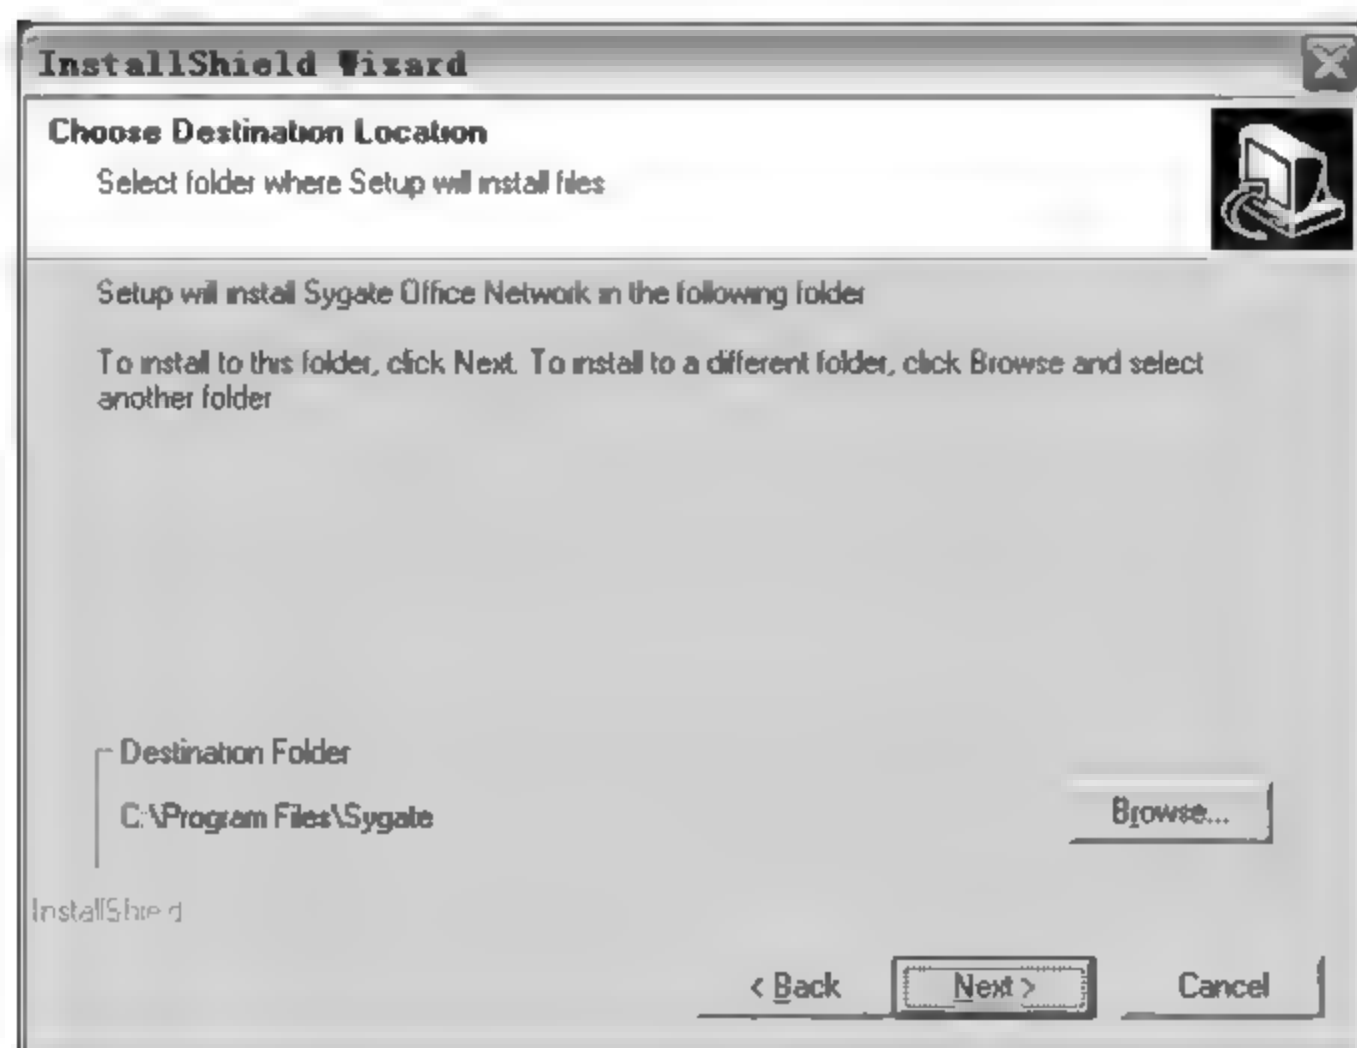 InstallShield Wizard
Choose Destination Location
Select folder where Setup will install files
Setup will install Sygate Office Network in the following folder
To install to this folder, click Next. To install to a different folder, click Browse and select
another folder
Destination Folder
C:\Program Files\Sygate
Browse...
InstallShield
< Back
Next >
Cancel